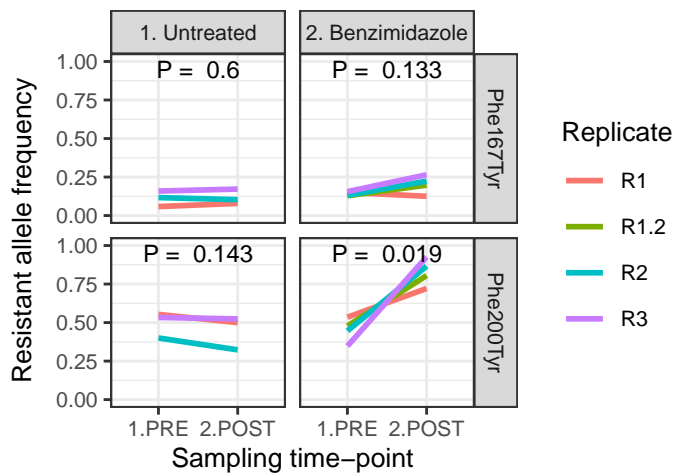 1. Untreated
2. Benzimidazole
Resistant allele frequency
1.00
0.75
0.50
0.25
0.00
P = 0.6
P = 0.133
Phe167Tyr
1.00
0.75
0.50
0.25
0.00
P = 0.143
P = 0.019
Phe200Tyr
1.PRE 2.POST
1.PRE 2.POST
Sampling time−point
Replicate
R1
R1.2
R2
R3